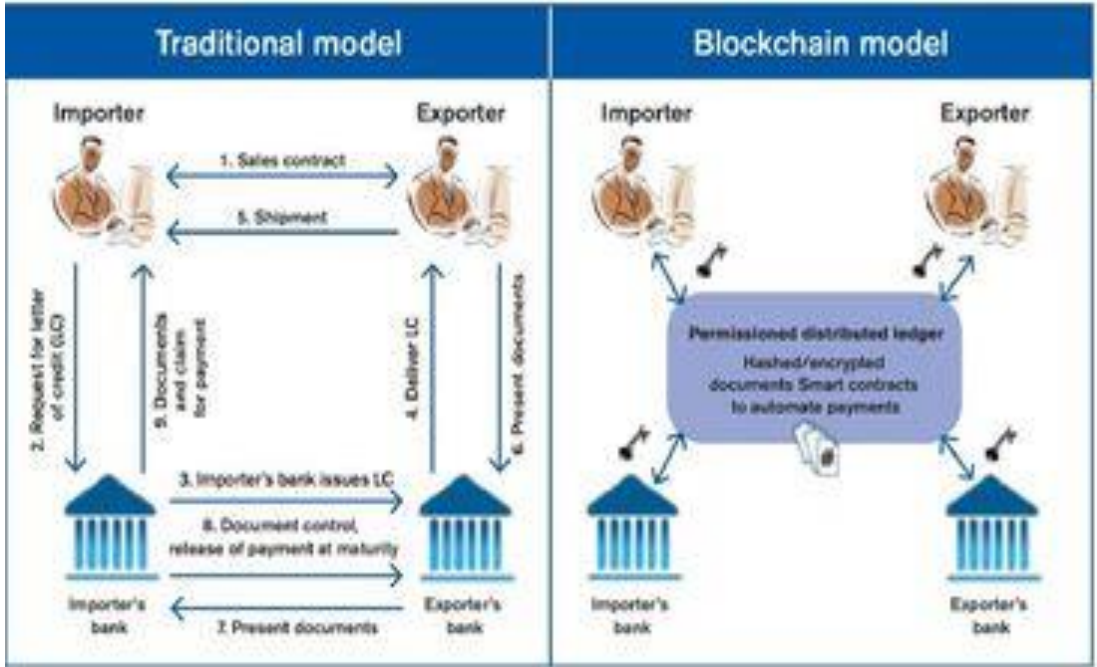 Traditional model
Blockchain model
Importer
Exporter
1. Sales contract
5. Shipment
2. Request for letter
of credit (LC)
9. Documents
and claim
for payment
4. Deliver LC
6. Present documents
3. Importer's bank issues LC
8. Document control,
release of payment at maturity
7. Present documents
Importer's
bank
Exporter's
bank
Importer
Exporter
Permissioned distributed ledger
Hashed/encrypted
documents Smart contracts
to automate payments
#
Importer's
bank
Exporter's
bank